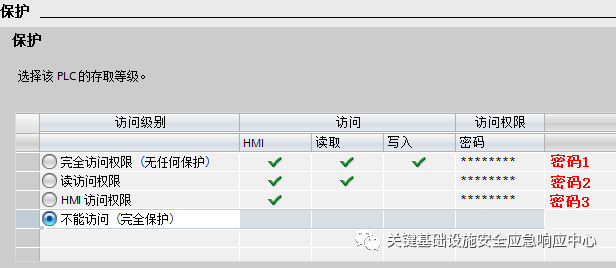 保护
保护
选择该 PLC 的存取等级。
访问级别 访问 访问权限
HMI 读取 写入 密码
完全访问权限（无任何保护） ******** 密码1
读访问权限 ******** 密码2
HMI 访问权限 ******** 密码3
不能访问（完全保护）
关键基础设施安全应急响应中心